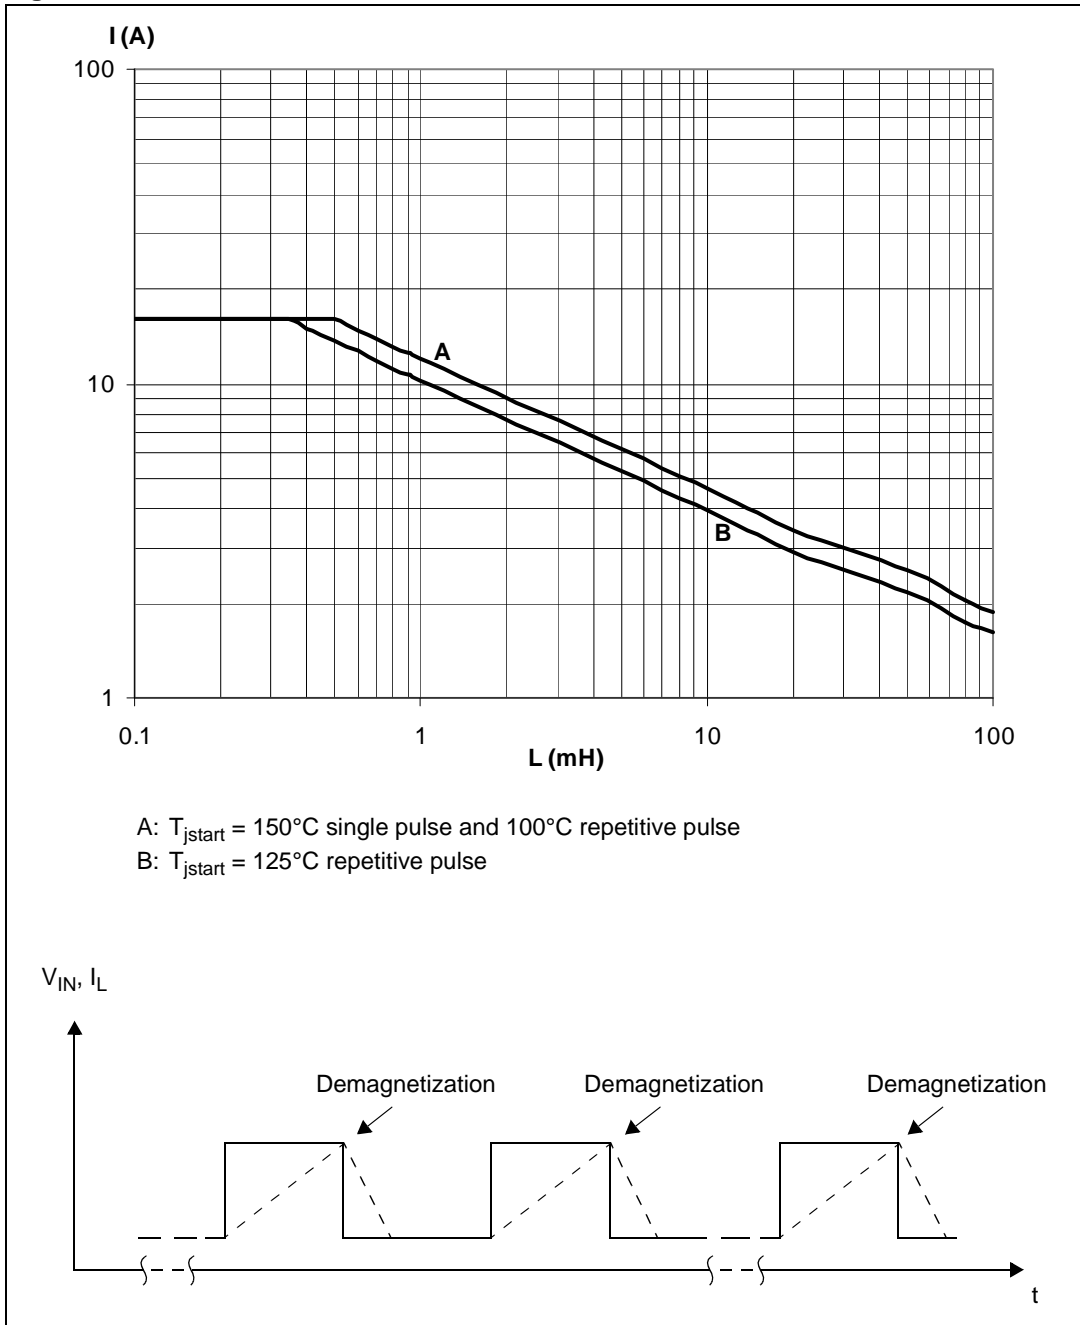 I (A)
100
10
1
A
B
0.1 1 10 100
L (mH)
A: Tjstart = 150°C single pulse and 100°C repetitive pulse
B: Tjstart = 125°C repetitive pulse
VIN, IL
Demagnetization Demagnetization Demagnetization
t